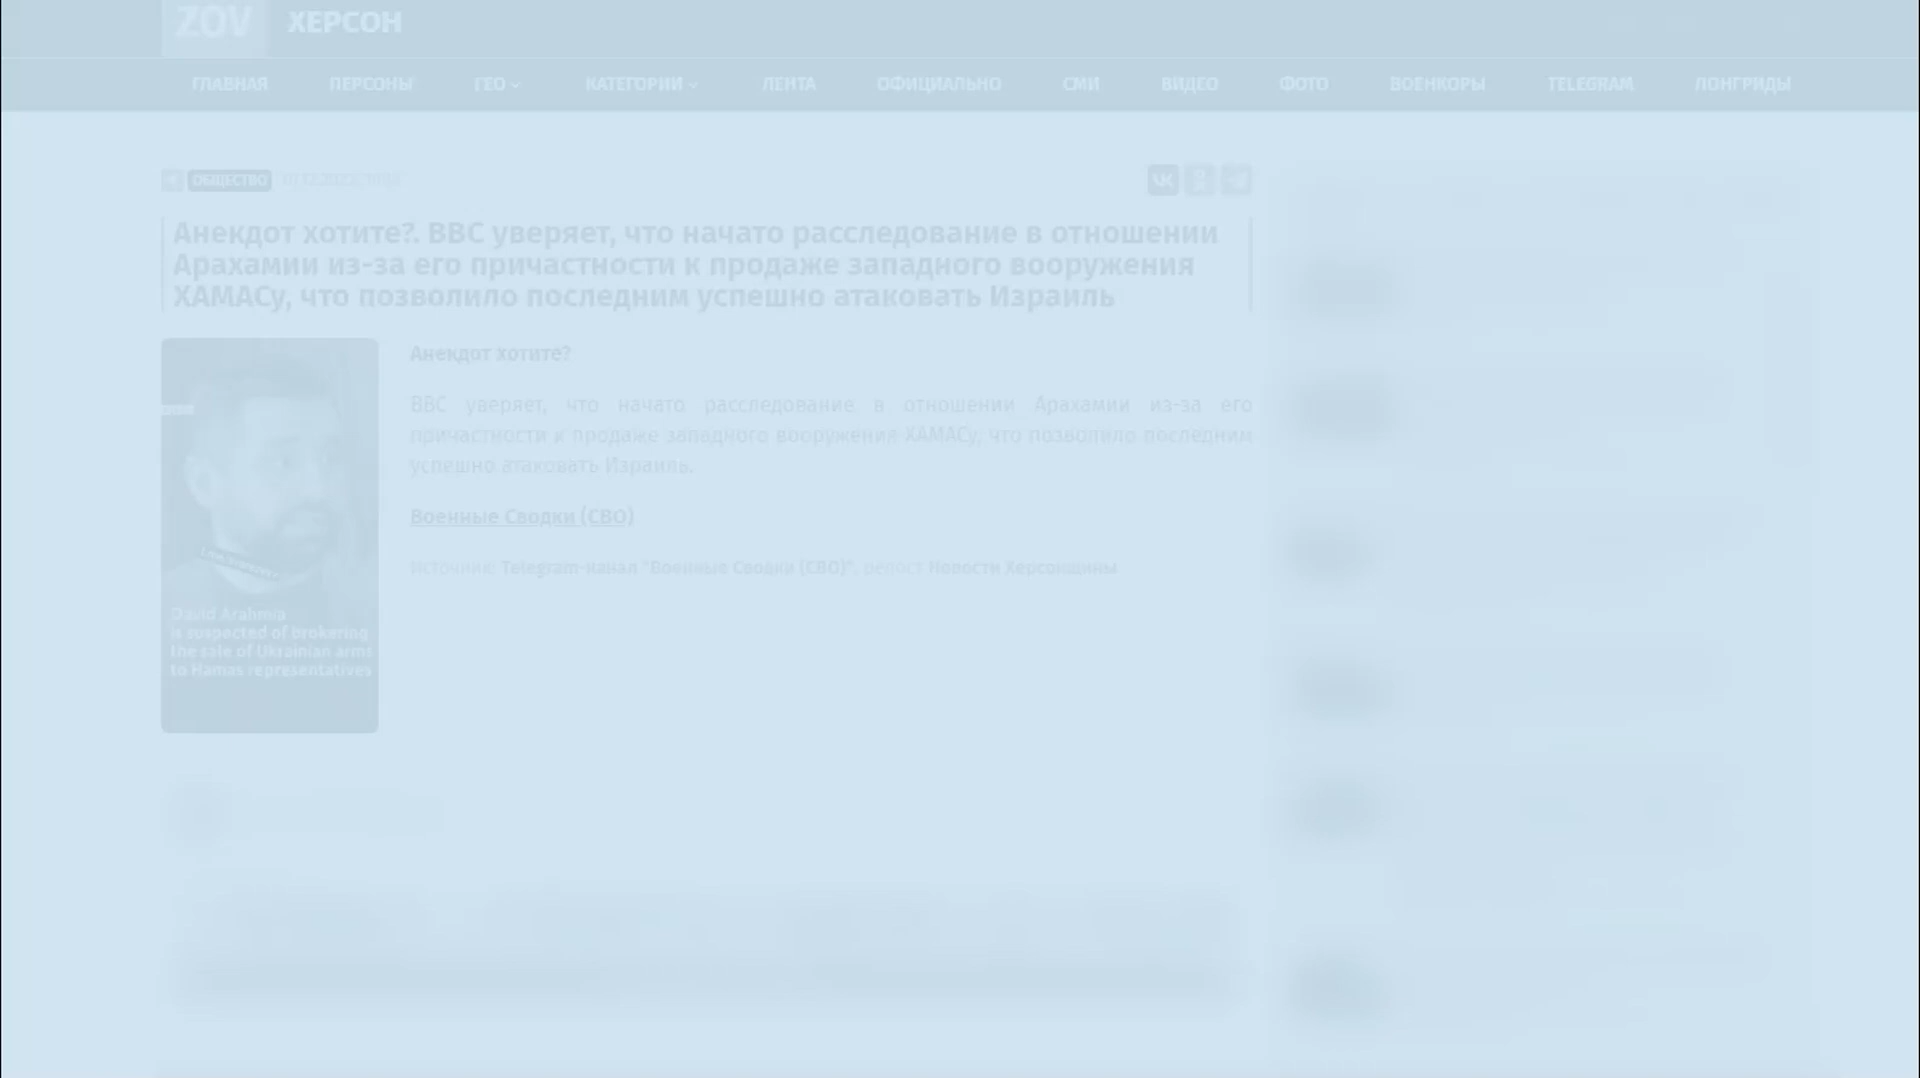 ZOV ХЕРСОН
ГЛАВНАЯ ПЕРСОНЫ ГЕО КАТЕГОРИИ ЛЕНТА ОФИЦИАЛЬНО СМИ ВИДЕО ФОТО ВОЕНКОРЫ TELEGRAM ЛОНГРИДЫ
ОБЩЕСТВО
Анекдот хотите?. BBC уверяет, что начато расследование в отношении
Арахамии из-за его причастности к продаже западного вооружения
ХАМАСу, что позволило последним успешно атаковать Израиль
Анекдот хотите?
BBC уверяет, что начато расследование в отношении Арахамии из-за его
причастности к продаже западного вооружения ХАМАСу, что позволило последним
успешно атаковать Израиль.
Военные Сводки (СВО)
Источник: Telegram-канал "Военные Сводки (СВО)", репост Новости Херсонщины
David Arahmia
is suspected of brokering
the sale of Ukrainian arms
to Hamas representatives